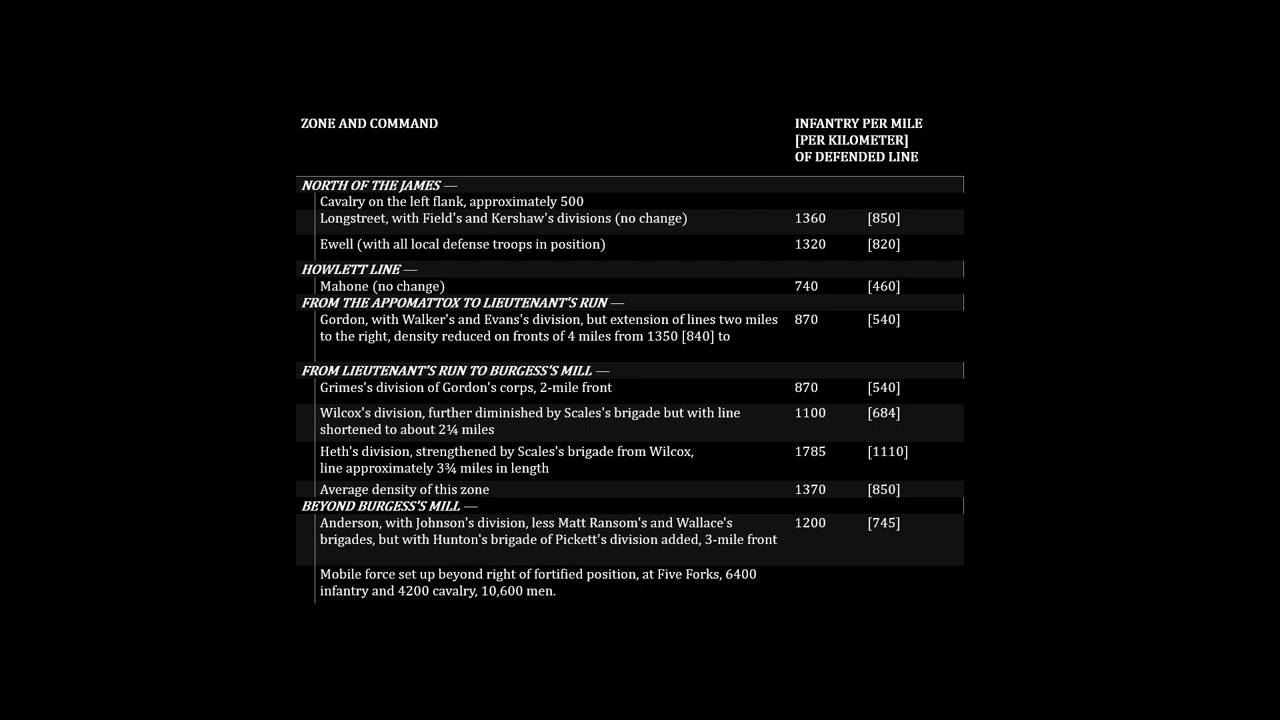 ZONE AND COMMAND
INFANTRY PER MILE
[PER KILOMETER]
OF DEFENDED LINE
NORTH OF THE JAMES —
Cavalry on the left flank, approximately 500
Longstreet, with Field's and Kershaw's divisions (no change) 1360 [850]
Ewell (with all local defense troops in position) 1320 [820]
HOWLETT LINE —
Mahone (no change) 740 [460]
FROM THE APPOMATTOX TO LIEUTENANT'S RUN —
Gordon, with Walker's and Evans's division, but extension of lines two miles 870 [540]
to the right, density reduced on fronts of 4 miles from 1350 [840] to
FROM LIEUTENANT'S RUN TO BURGESS'S MILL —
Grimes's division of Gordon's corps, 2-mile front 870 [540]
Wilcox's division, further diminished by Scales's brigade but with line 1100 [684]
shortened to about 2¼ miles
Heth's division, strengthened by Scales's brigade from Wilcox, 1785 [1110]
line approximately 3¾ miles in length
Average density of this zone 1370 [850]
BEYOND BURGESS'S MILL —
Anderson, with Johnson's division, less Matt Ransom's and Wallace's 1200 [745]
brigades, but with Hunton's brigade of Pickett's division added, 3-mile front
Mobile force set up beyond right of fortified position, at Five Forks, 6400
infantry and 4200 cavalry, 10,600 men.